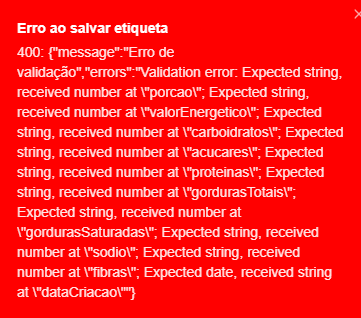 Erro ao salvar etiqueta
400: {"message":"Erro de
validação","errors":"Validation error: Expected string,
received number at \"porcao\"; Expected string,
received number at \"valorEnergetico\"; Expected
string, received number at \"carboidratos\"; Expected
string, received number at \"acucares\"; Expected
string, received number at \"proteinas\"; Expected
string, received number at \"gordurasTotais\";
Expected string, received number at
\"gordurasSaturadas\"; Expected string, received
number at \"sodio\"; Expected string, received
number at \"fibras\"; Expected date, received string
at \"dataCriacao\""}